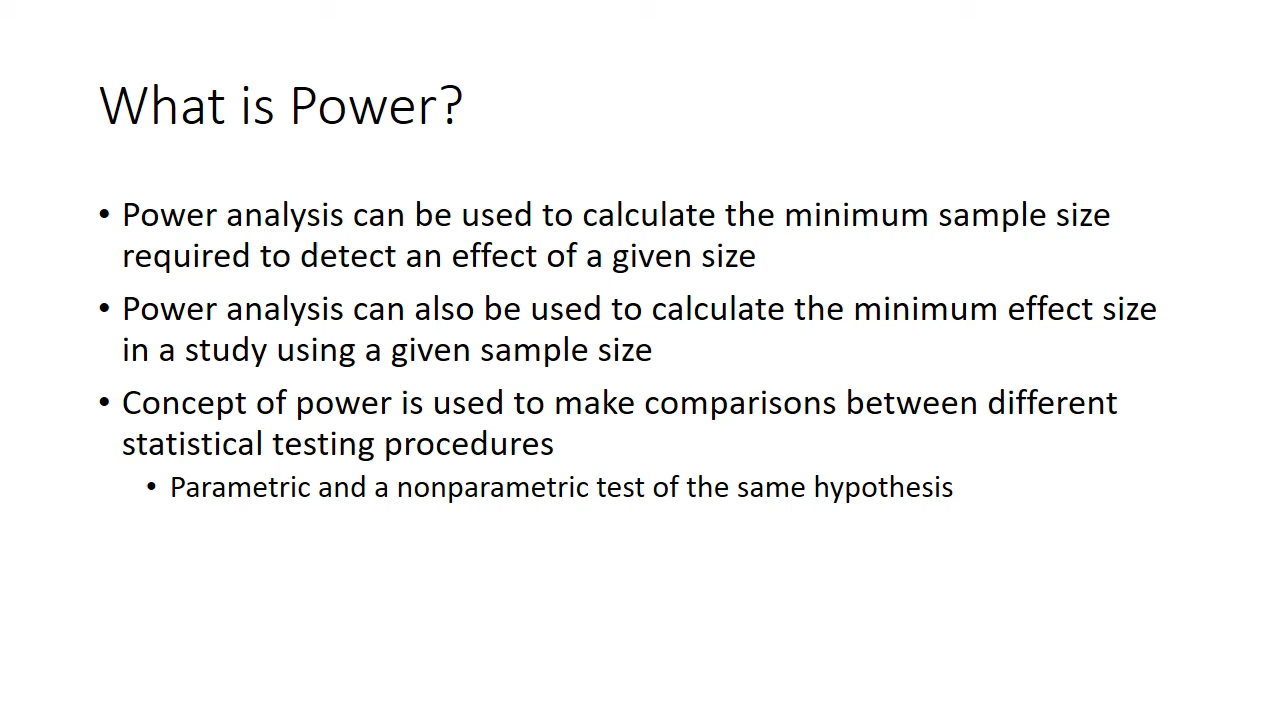 What is Power?
• Power analysis can be used to calculate the minimum sample size
required to detect an effect of a given size
• Power analysis can also be used to calculate the minimum effect size
in a study using a given sample size
• Concept of power is used to make comparisons between different
statistical testing procedures
• Parametric and a nonparametric test of the same hypothesis